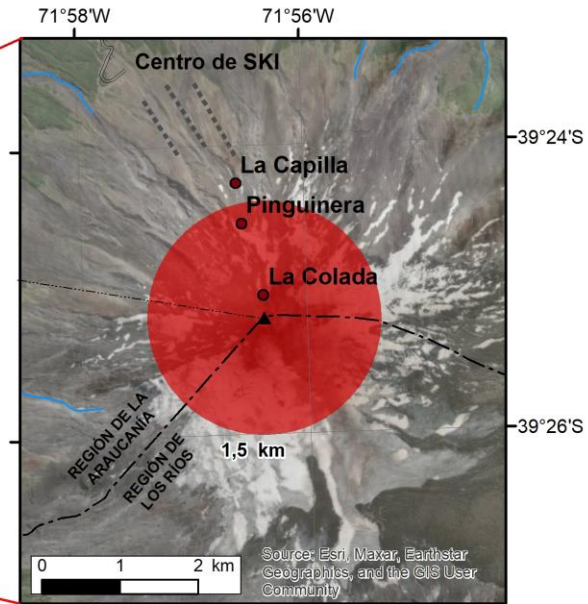 71°58'W
71°56'W
Centro de SKI
39°24'S
La Capilla
Pinguinera
La Colada
39°26'S
REGIÓN DE LA
ARAUCANÍA
REGIÓN DE
LOS RÍOS
1,5 km
0 1 2 km
Source: Esri, Maxar, Earthstar
Geographics, and the GIS User
Community